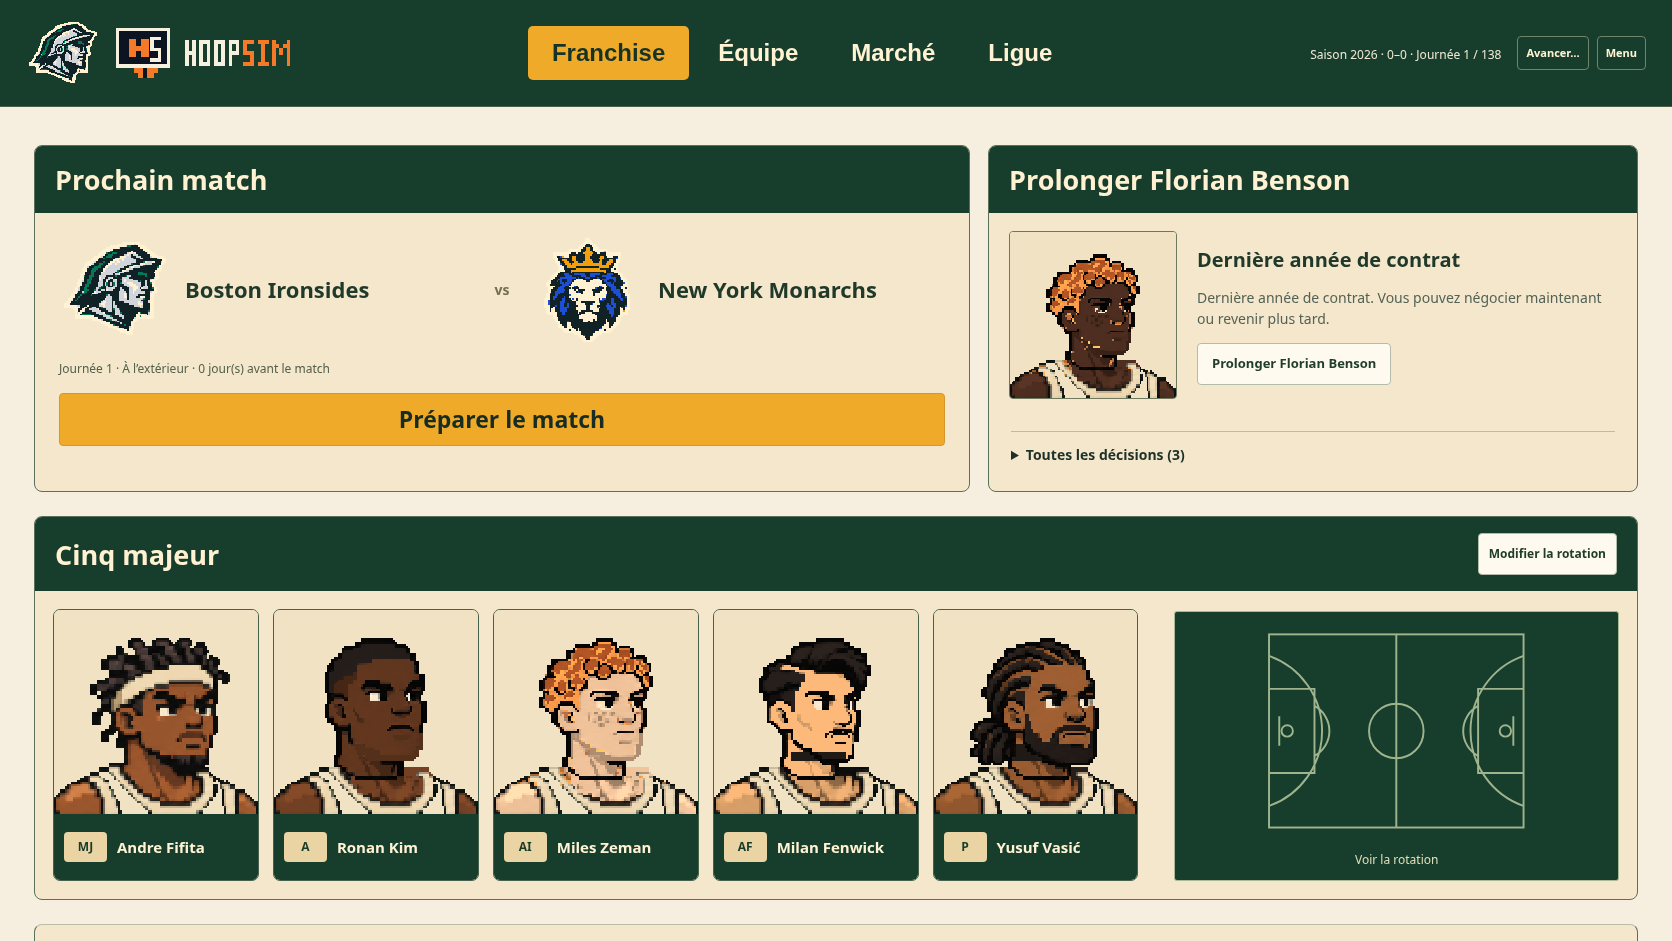 HS HOOPSIM
Franchise
Équipe
Marché
Ligue
Saison 2026 · 0–0 · Journée 1 / 138
Avancer...
Menu
Prochain match
Boston Ironsides
vs
New York Monarchs
Journée 1 · À l’extérieur · 0 jour(s) avant le match
Préparer le match
Prolonger Florian Benson
Dernière année de contrat
Dernière année de contrat. Vous pouvez négocier maintenant
ou revenir plus tard.
Prolonger Florian Benson
Toutes les décisions (3)
Cinq majeur
Modifier la rotation
MJ Andre Fifita
A Ronan Kim
AI Miles Zeman
AF Milan Fenwick
P Yusuf Vasić
Voir la rotation